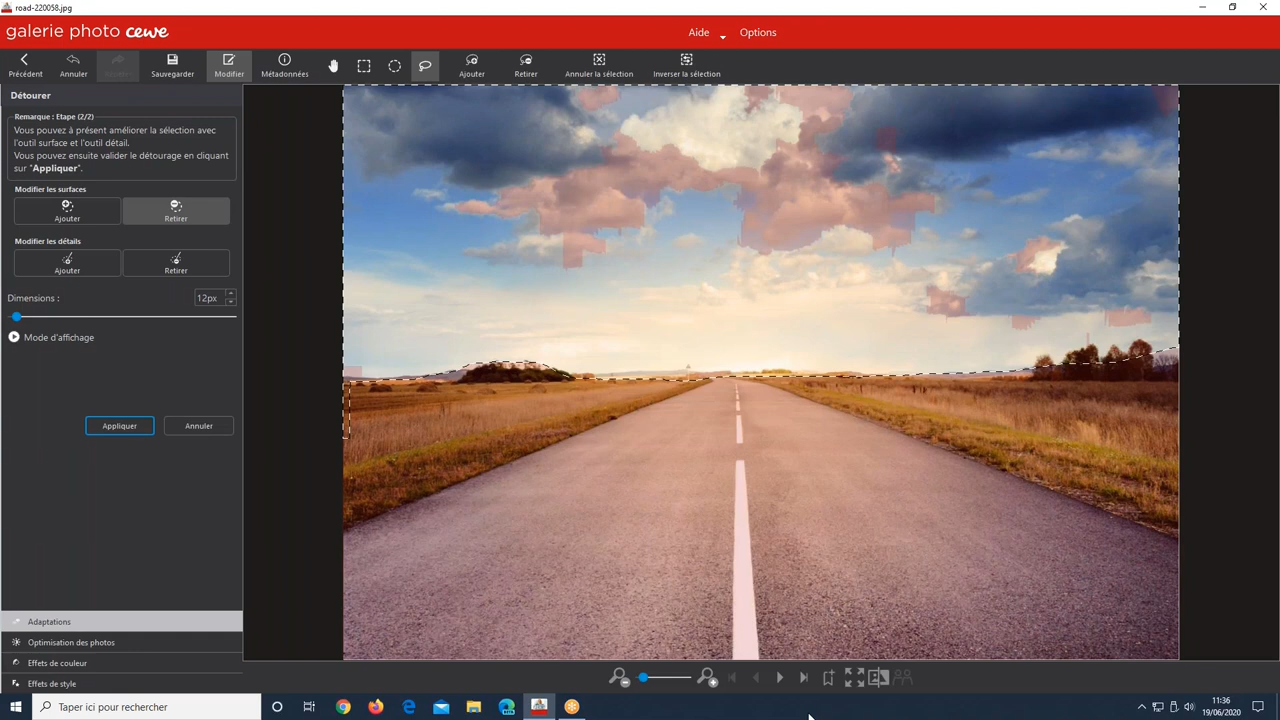 road-220058.jpg
galerie photo cewe
Aide
Options
Précédent
Annuler
Sauvegarder
Modifier
Métadonnées
Ajouter
Retirer
Annuler la sélection
Inverser la sélection
Détourer
Remarque : Etape (2/2)
Vous pouvez à présent améliorer la sélection avec
l'outil surface et l'outil détail.
Vous pouvez ensuite valider le détourage en cliquant
sur "Appliquer".
Modifier les surfaces
Ajouter
Retirer
Modifier les détails
Ajouter
Retirer
Dimensions :
12px
Mode d'affichage
Appliquer
Annuler
Adaptations
Optimisation des photos
Effets de couleur
Effets de style
Taper ici pour rechercher
11:36
19/06/2020